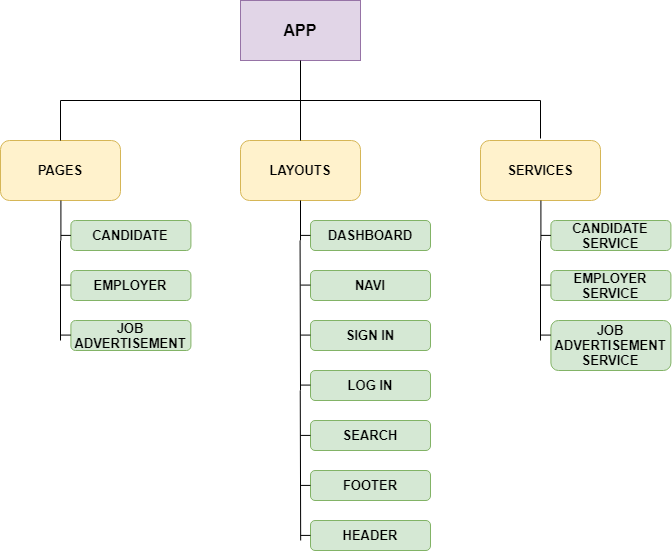 APP
PAGES
LAYOUTS
SERVICES
CANDIDATE
EMPLOYER
JOB
ADVERTISEMENT
DASHBOARD
NAVI
SIGN IN
LOG IN
SEARCH
FOOTER
HEADER
CANDIDATE
SERVICE
EMPLOYER
SERVICE
JOB
ADVERTISEMENT
SERVICE